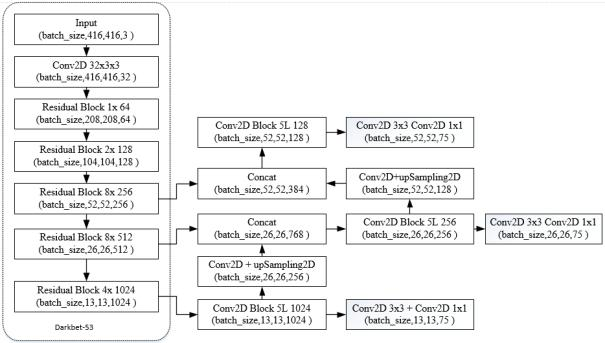 Input
(batch_size,416,416,3 )
Conv2D 32x3x3
(batch_size,416,416,32 )
Residual Block 1x 64
(batch_size,208,208,64 )
Residual Block 2x 128
(batch_size,104,104,128 )
Residual Block 8x 256
(batch_size,52,52,256 )
Residual Block 8x 512
(batch_size,26,26,512 )
Residual Block 4x 1024
(batch_size,13,13,1024 )
Darkbet-53
Conv2D Block 5L 128
(batch_size,52,52,128 )
Conv2D 3x3 Conv2D 1x1
(batch_size,52,52,75 )
Concat
(batch_size,52,52,384 )
Conv2D+upSampling2D
(batch_size,52,52,128 )
Concat
(batch_size,26,26,768 )
Conv2D Block 5L 256
(batch_size,26,26,256 )
Conv2D 3x3 Conv2D 1x1
(batch_size,26,26,75 )
Conv2D + upSampling2D
(batch_size,26,26,256 )
Conv2D Block 5L 1024
(batch_size,13,13,1024 )
Conv2D 3x3 + Conv2D 1x1
(batch_size,13,13,75 )